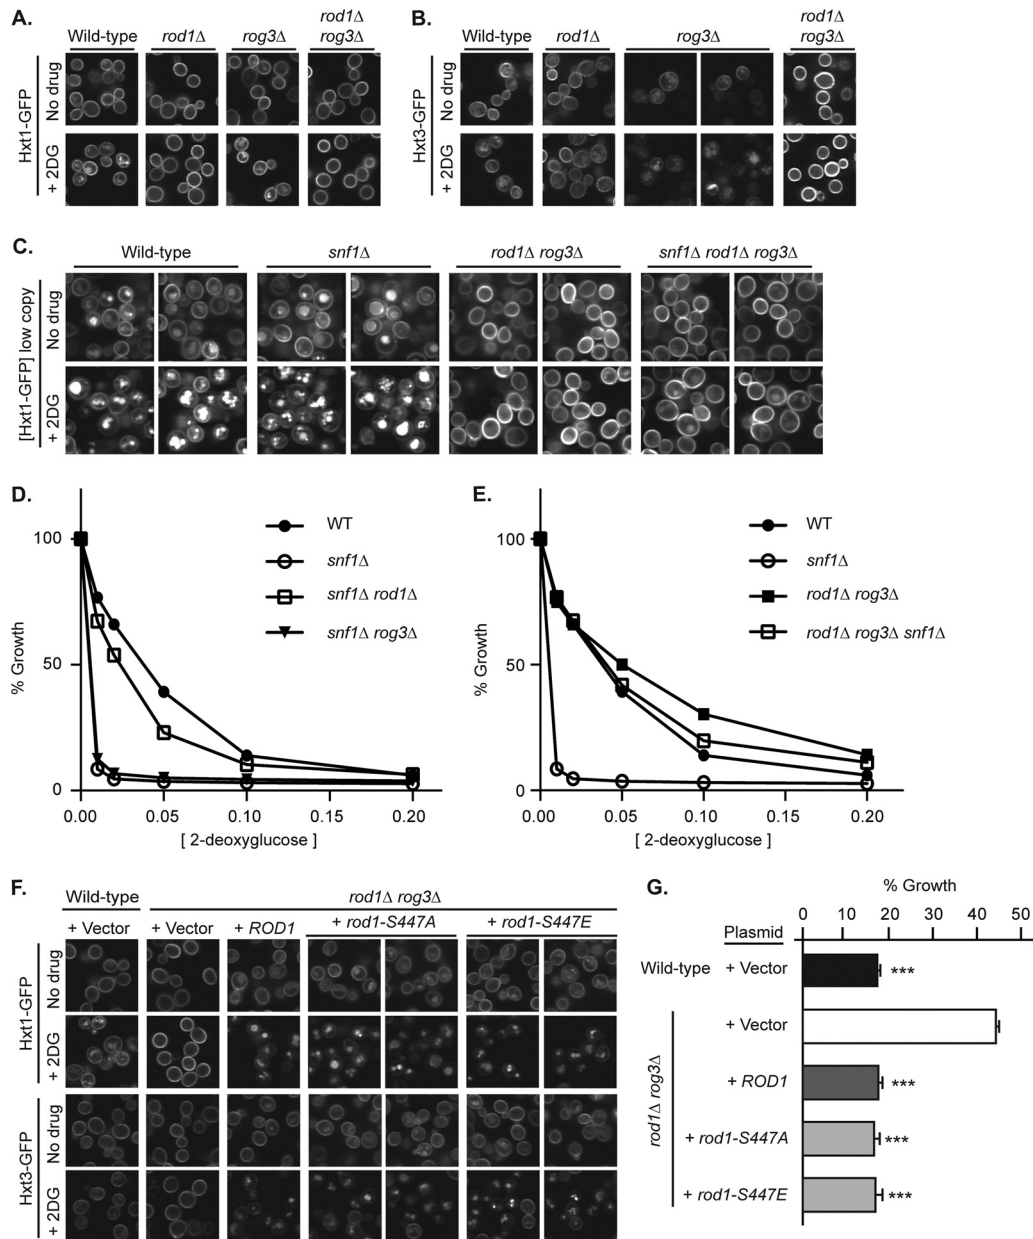 A.
Wild-type rod1Δ rog3Δ rod1Δ rog3Δ
Hxt1-GFP
No drug
+ 2DG
B.
Wild-type rod1Δ rog3Δ rod1Δ rog3Δ
Hxt3-GFP
No drug
+ 2DG
C.
Wild-type snf1Δ rod1Δ rog3Δ snf1Δ rod1Δ rog3Δ
[Hxt1-GFP] low copy
No drug
+ 2DG
D.
% Growth
100
50
0
0.00 0.05 0.10 0.15 0.20
[ 2-deoxyglucose ]
WT
snf1Δ
snf1Δ rod1Δ
snf1Δ rog3Δ
E.
% Growth
100
50
0
0.00 0.05 0.10 0.15 0.20
[ 2-deoxyglucose ]
WT
snf1Δ
rod1Δ rog3Δ
rod1Δ rog3Δ snf1Δ
F.
Wild-type rod1Δ rog3Δ
+ Vector + Vector + ROD1 + rod1-S447A + rod1-S447E
Hxt1-GFP
No drug
+ 2DG
Hxt3-GFP
No drug
+ 2DG
G.
% Growth
0 10 20 30 40 50
Plasmid
Wild-type + Vector ***
rod1Δ rog3Δ
+ Vector
+ ROD1 ***
+ rod1-S447A ***
+ rod1-S447E ***